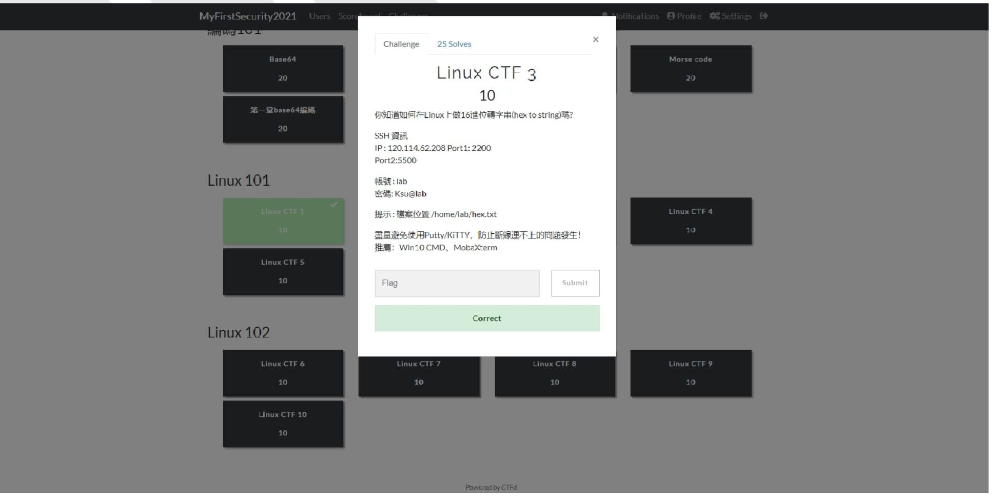 MyFirstSecurity2021 Users Notifications Profile Settings
編碼101
Base64
20
Morse code
20
第一堂base64編碼
20
Linux 101
Linux CTF 1
10
Linux CTF 4
10
Linux CTF 5
10
Linux 102
Linux CTF 6
10
Linux CTF 7
10
Linux CTF 8
10
Linux CTF 9
10
Linux CTF 10
10
Challenge 25 Solves ×
Linux CTF 3
10
你知道如何在Linux上做16進位轉字串(hex to string)嗎?
SSH 資訊
IP : 120.114.62.208 Port1: 2200
Port2:5500
帳號 : lab
密碼: Ksu@lab
提示 : 檔案位置 /home/lab/hex.txt
盡量避免使用Putty/KiTTY，防止斷線連不上的問題發生！
推薦：Win10 CMD、MobaXterm
Flag Submit
Correct
Powered by CTFd